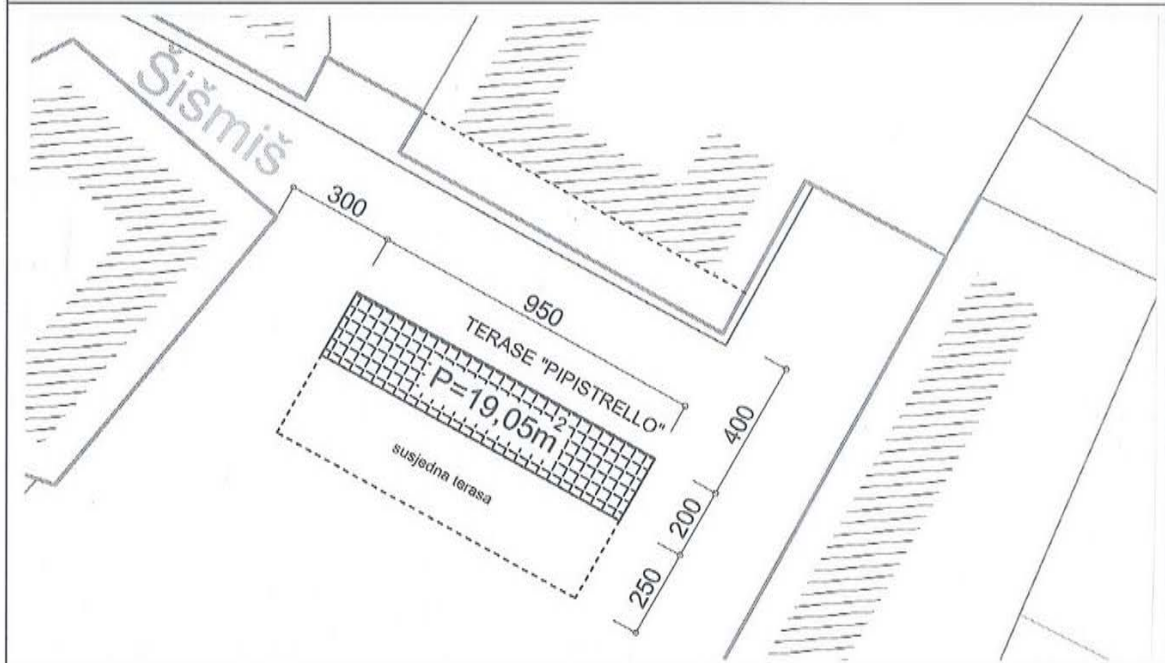 Šišmiš
300
950
TERASE "PIPISTRELLO"
P=19,05m²
susjedna terasa
400
200
250